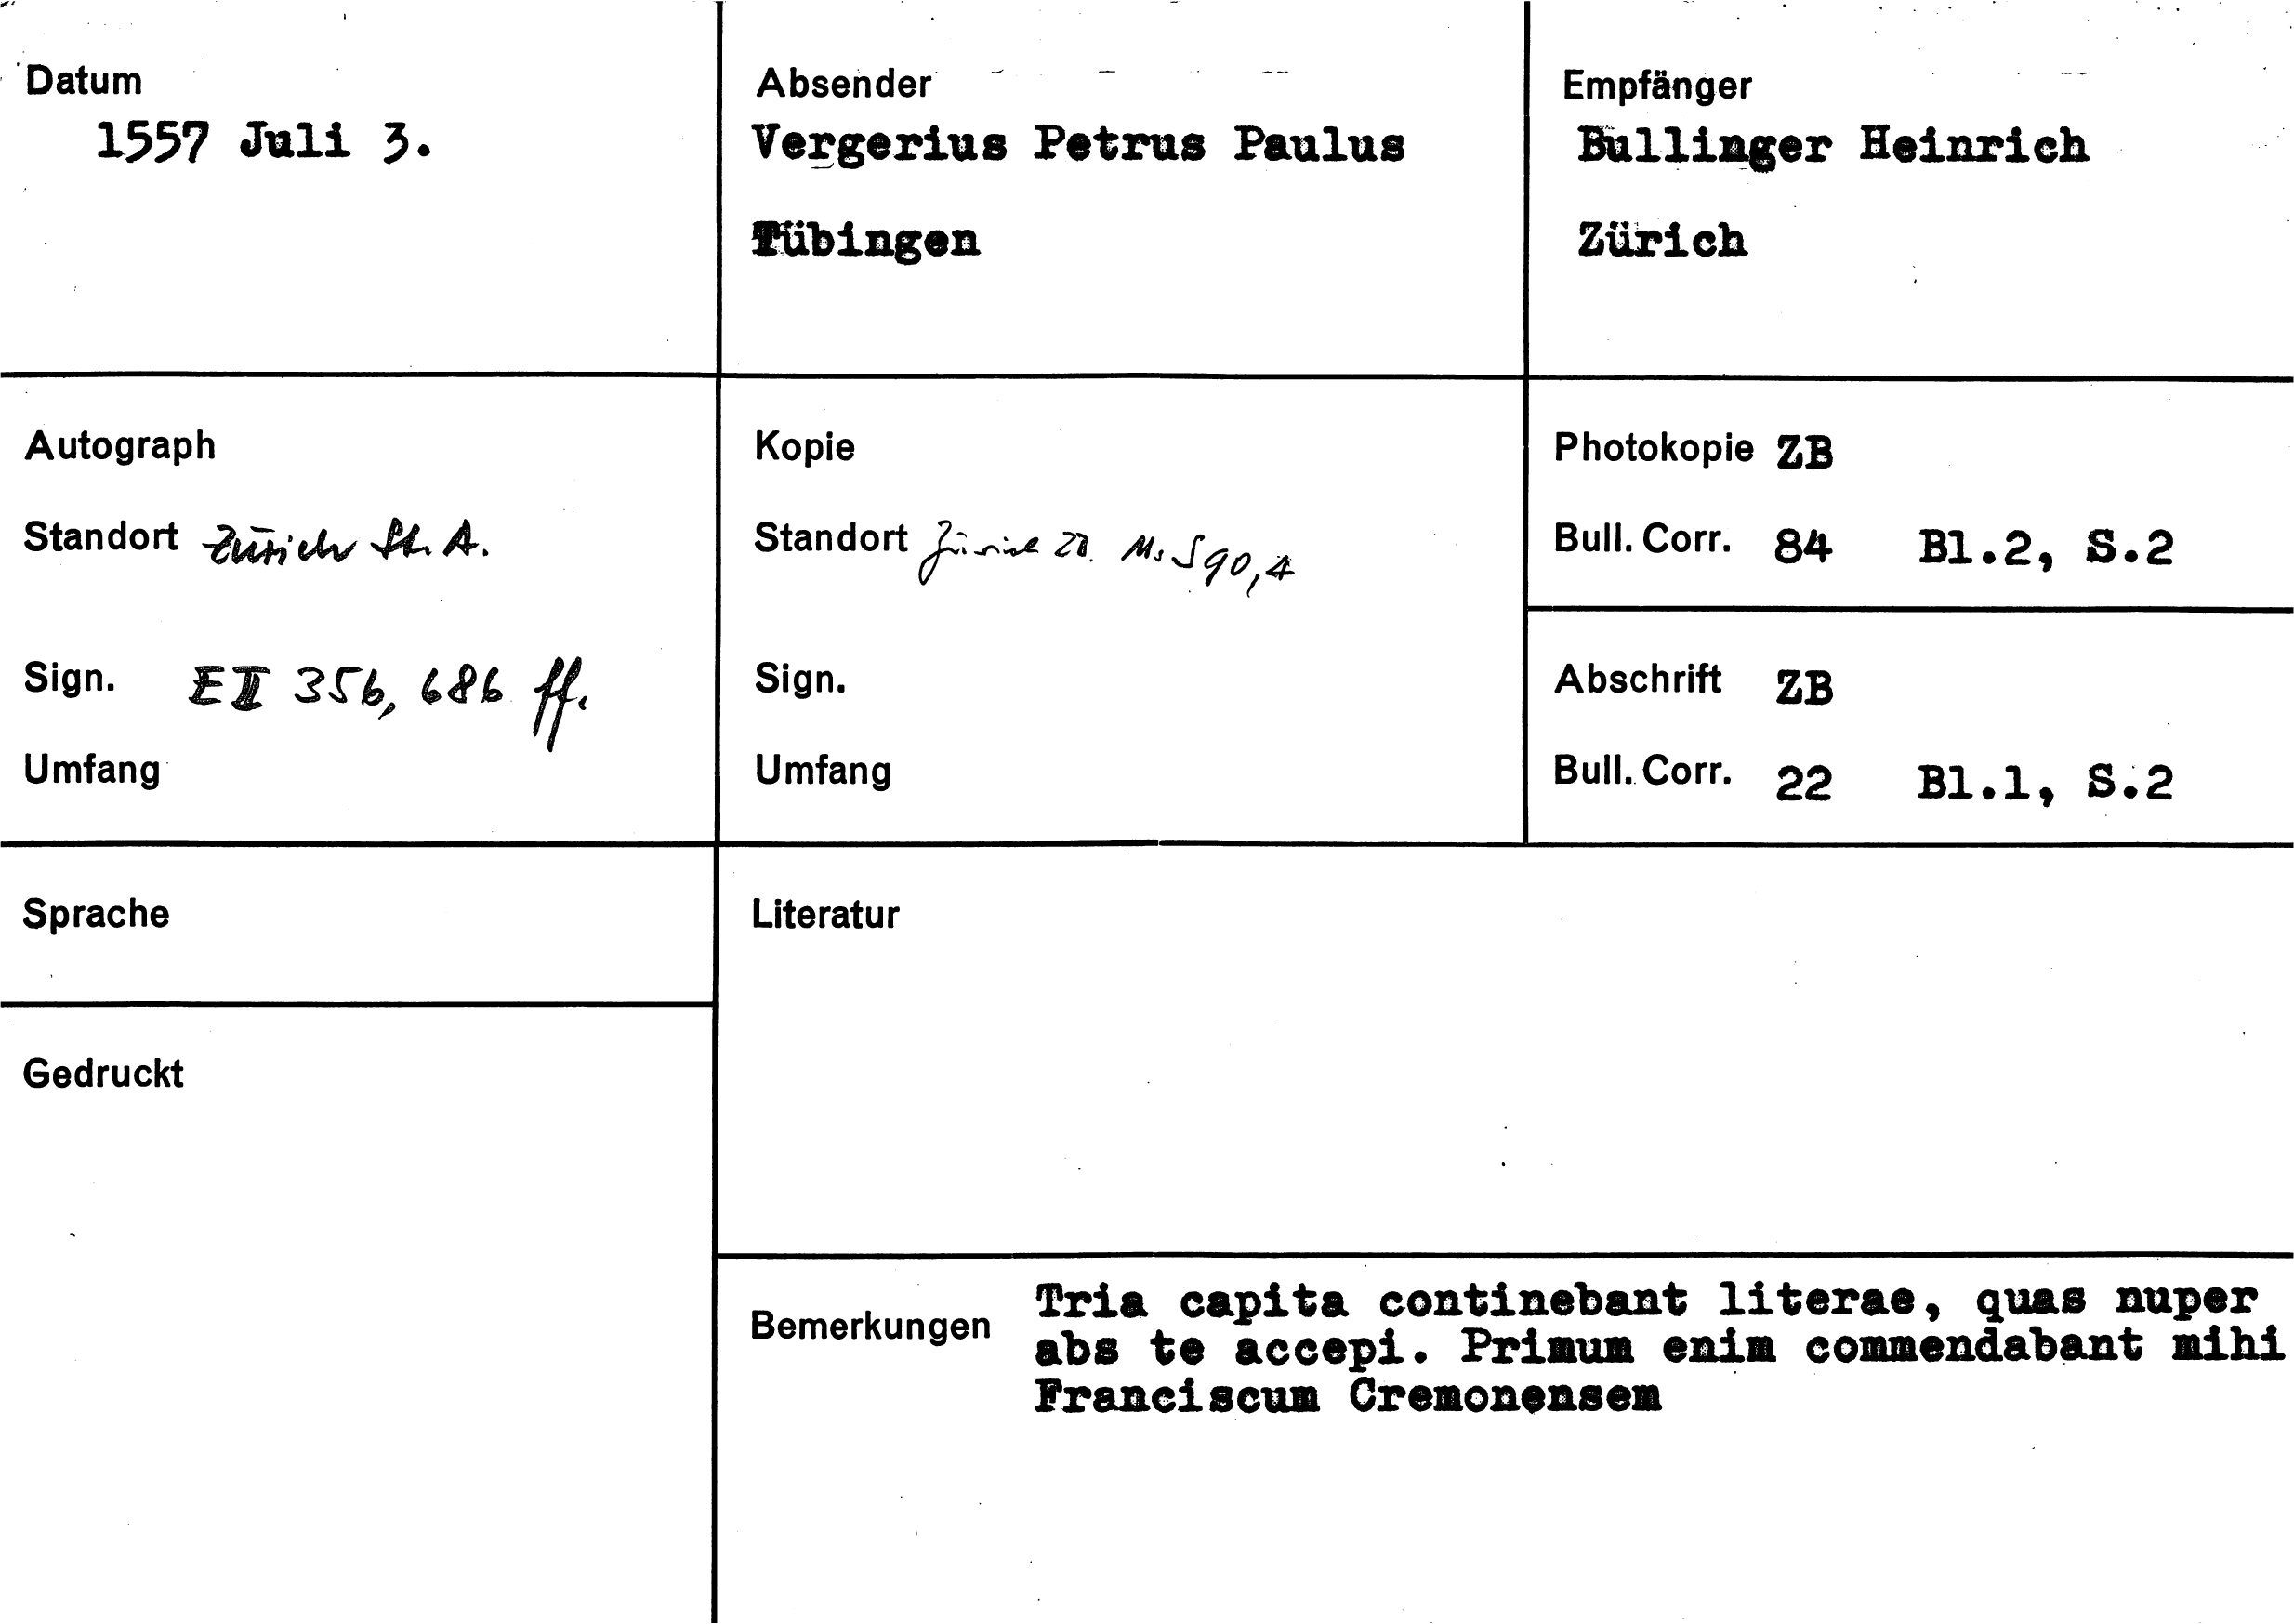 Datum
1557 Juli 3.
Absender
Vergerius Petrus Paulus
Tübingen
Empfänger
Bullinger Heinrich
Zürich
Autograph
Standort Zürich St. A.
Sign. E II 356, 686 ff.
Umfang
Kopie
Standort Zürich ZB. Ms S 90, 4
Sign.
Umfang
Photokopie ZB
Bull. Corr. 84 Bl.2, S.2
Abschrift ZB
Bull. Corr. 22 Bl.1, S.2
Sprache
Gedruckt
Literatur
Bemerkungen
Tria capita continebant literae, quas nuper
abs te accepi. Primum enim commendabant mihi
Franciscum Cremonensem